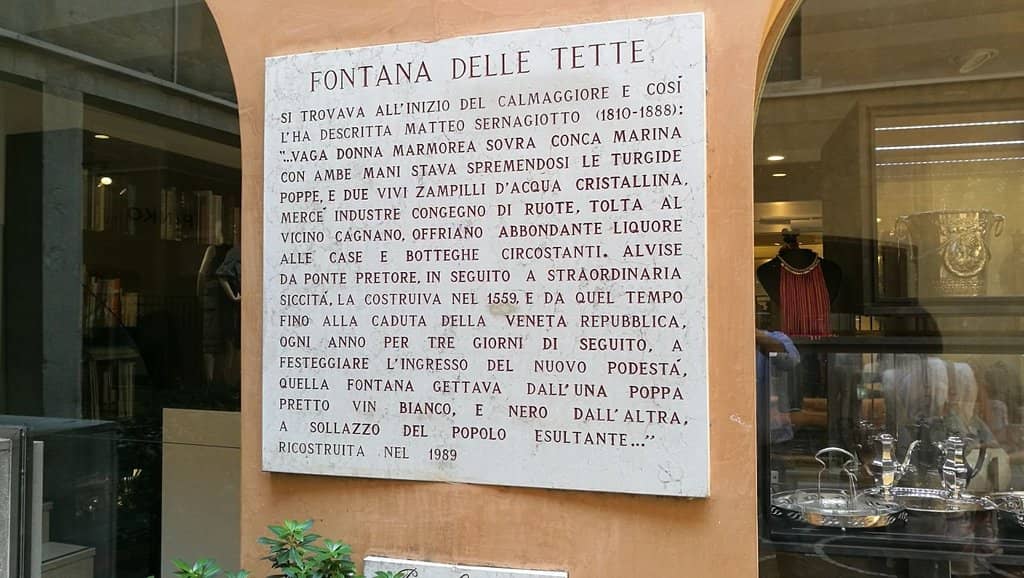 FONTANA DELLE TETTE
SI TROVAVA ALL'INIZIO DEL CALMAGGIORE E COSÍ
L'HA DESCRITTA MATTEO SERNAGIOTTO (1810-1888):
"...VAGA DONNA MARMOREA SOVRA CONCA MARINA
CON AMBE MANI STAVA SPREMENDOSI LE TURGIDE
POPPE, E DUE VIVI ZAMPILLI D'ACQUA CRISTALLINA,
MERCÉ INDUSTRE CONGEGNO DI RUOTE, TOLTA AL
VICINO CAGNANO, OFFRIANO ABBONDANTE LIQUORE
ALLE CASE E BOTTEGHE CIRCOSTANTI. ALVISE
DA PONTE PRETORE, IN SEGUITO A STRAORDINARIA
SICCITÁ, LA COSTRUIVA NEL 1559, E DA QUEL TEMPO
FINO ALLA CADUTA DELLA VENETA REPUBBLICA,
OGNI ANNO PER TRE GIORNI DI SEGUITO, A
FESTEGGIARE L'INGRESSO DEL NUOVO PODESTÁ,
QUELLA FONTANA GETTAVA DALL'UNA POPPA
PRETTO VIN BIANCO, E NERO DALL'ALTRA,
A SOLLAZZO DEL POPOLO ESULTANTE..."
RICOSTRUITA NEL 1989